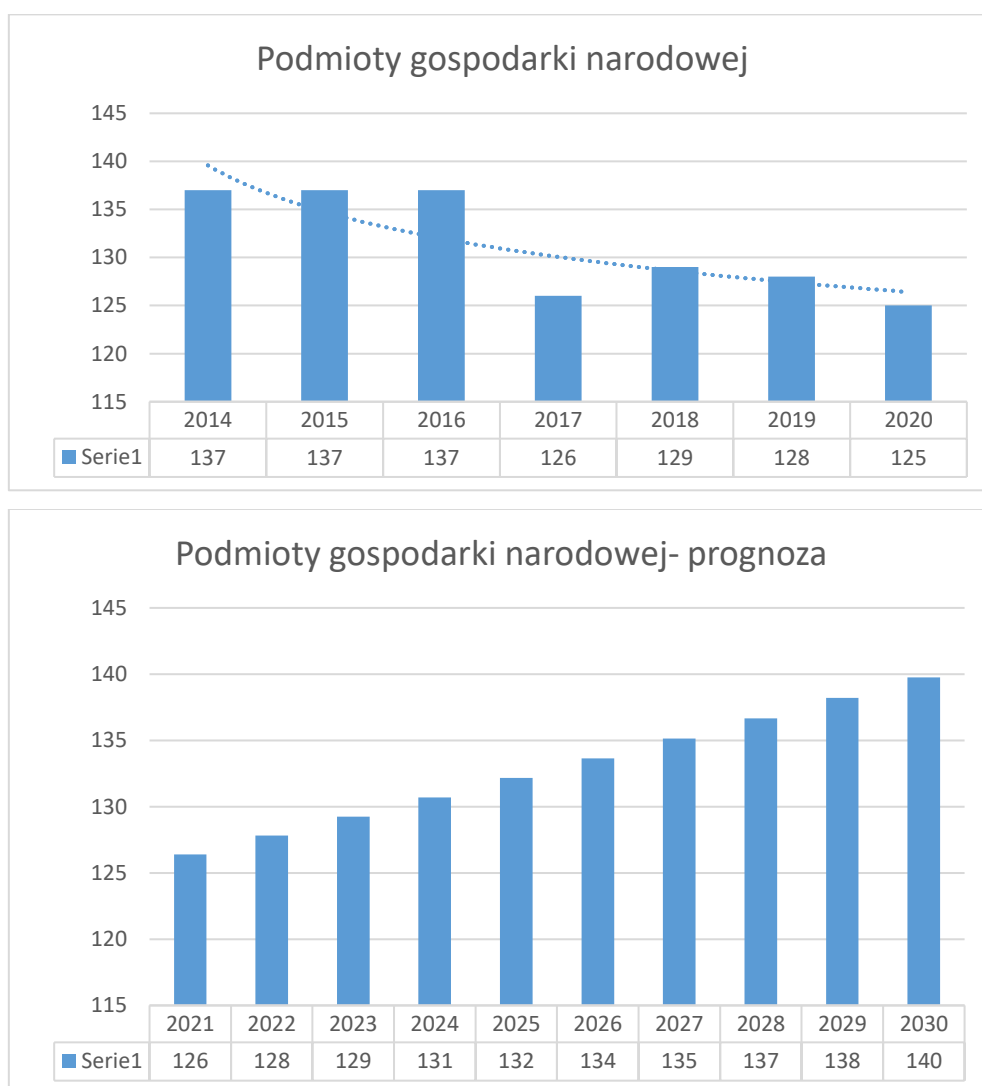 Podmioty gospodarki narodowej
145
140
135
130
125
120
115
2014 2015 2016 2017 2018 2019 2020
Serie1 137 137 137 126 129 128 125
Podmioty gospodarki narodowej- prognoza
145
140
135
130
125
120
115
2021 2022 2023 2024 2025 2026 2027 2028 2029 2030
Serie1 126 128 129 131 132 134 135 137 138 140